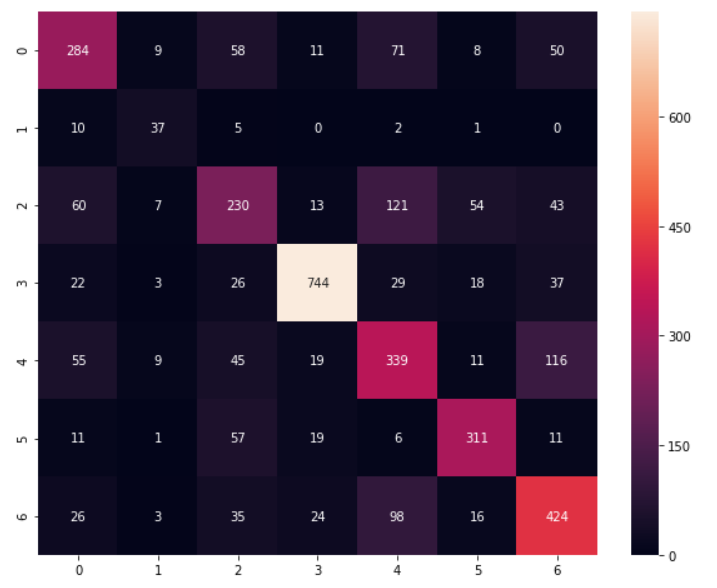 0 284 9 58 11 71 8 50
1 10 37 5 0 2 1 0
2 60 7 230 13 121 54 43
3 22 3 26 744 29 18 37
4 55 9 45 19 339 11 116
5 11 1 57 19 6 311 11
6 26 3 35 24 98 16 424
0 1 2 3 4 5 6
600
450
300
150
0